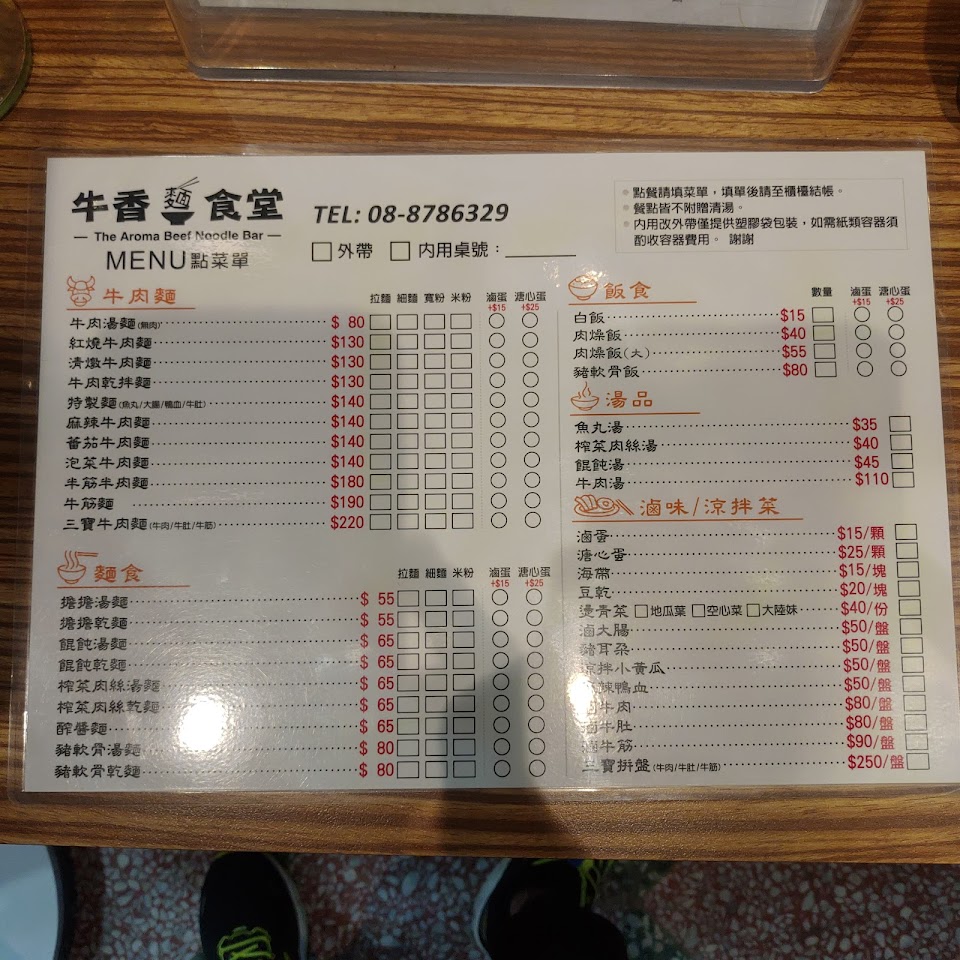 牛香麵食堂
The Aroma Beef Noodle Bar
MENU點菜單
TEL: 08-8786329
□外帶 □內用桌號：
點餐請填菜單，填單後請至櫃檯結帳。
餐點皆不附贈清湯。
內用改外帶僅提供塑膠袋包裝，如需紙類容器須
酌收容器費用。 謝謝
牛肉麵 拉麵 細麵 寬粉 米粉 滷蛋+$15 溏心蛋+$25
牛肉湯麵(無肉) $80
紅燒牛肉麵 $130
清燉牛肉麵 $130
牛肉乾拌麵 $130
特製麵(魚丸/大腸/鴨血/牛肚) $140
麻辣牛肉麵 $140
番茄牛肉麵 $140
泡菜牛肉麵 $140
半筋半肉麵 $180
牛筋麵 $190
三寶牛肉麵(牛肉/牛肚/牛筋) $220
麵食 拉麵 細麵 米粉 滷蛋+$15 溏心蛋+$25
擔擔湯麵 $55
擔擔乾麵 $55
餛飩湯麵 $65
餛飩乾麵 $65
榨菜肉絲湯麵 $65
榨菜肉絲乾麵 $65
酢醬麵 $65
豬軟骨湯麵 $80
豬軟骨乾麵 $80
飯食 數量 滷蛋+$15 溏心蛋+$25
白飯 $15
肉燥飯 $40
肉燥飯(大) $55
豬軟骨飯 $80
湯品
魚丸湯 $35
榨菜肉絲湯 $40
餛飩湯 $45
牛肉湯 $110
滷味/涼拌菜
滷蛋 $15/顆
溏心蛋 $25/顆
海帶 $15/塊
豆乾 $20/塊
燙青菜 □地瓜葉 □空心菜 □大陸妹 $40/份
滷大腸 $50/盤
豬耳朶 $50/盤
涼拌小黃瓜 $50/盤
麻辣鴨血 $50/盤
滷牛肉 $80/盤
滷牛肚 $80/盤
滷牛筋 $90/盤
三寶拼盤(牛肉/牛肚/牛筋) $250/盤